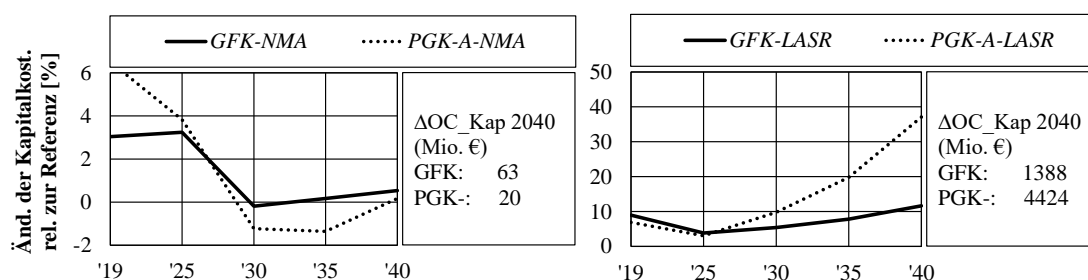 GFK-NMA PGK-A-NMA
Änd. der Kapitalkost.
rel. zur Referenz [%]
6
4
2
0
-2
'19 '25 '30 '35 '40
ΔOC_Kap 2040
(Mio. €)
GFK: 63
PGK-: 20
GFK-LASR PGK-A-LASR
50
40
30
20
10
0
'19 '25 '30 '35 '40
ΔOC_Kap 2040
(Mio. €)
GFK: 1388
PGK-: 4424